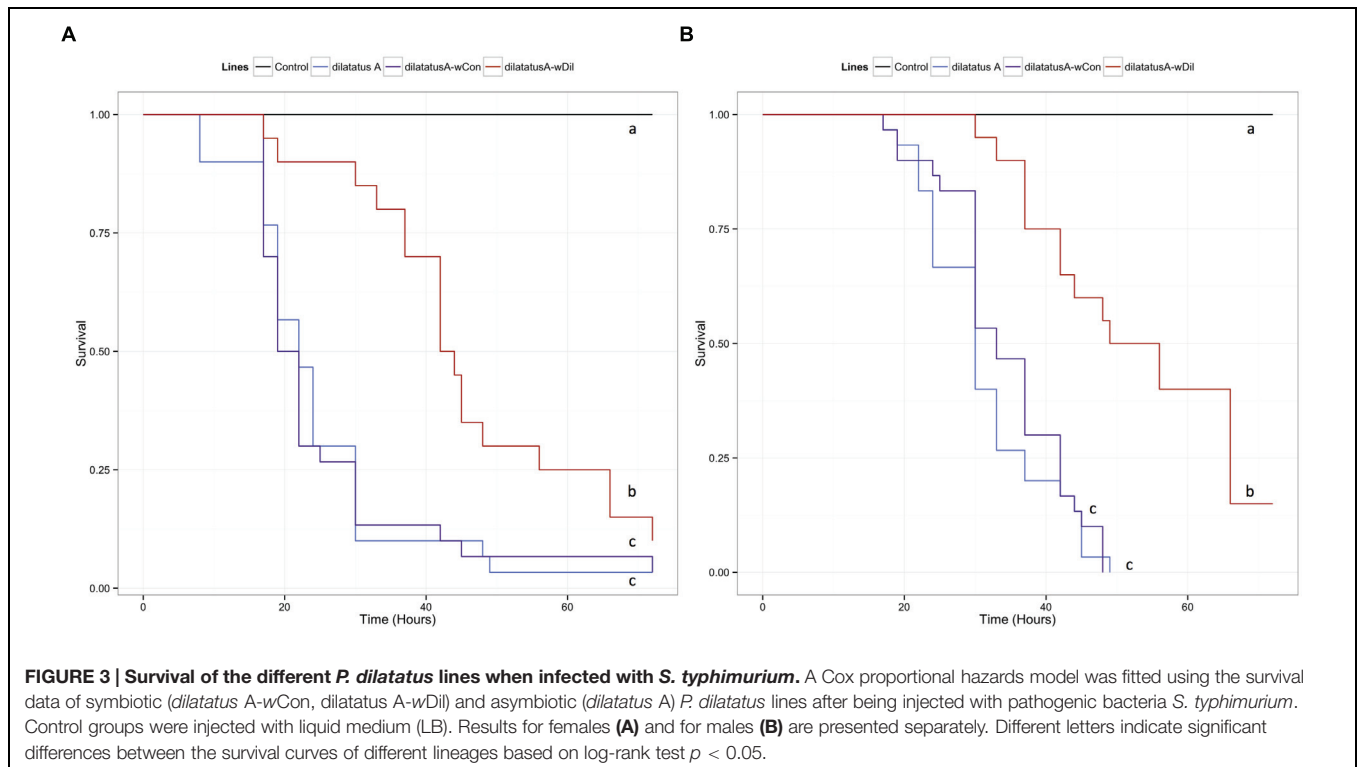 A
Lines Control dilatatus A dilatatusA-wCon dilatatusA-wDil
1.00
0.75
0.50
0.25
0.00
Survival
a
b
c
c
0 20 40 60
Time (Hours)
B
Lines Control dilatatus A dilatatusA-wCon dilatatusA-wDil
1.00
0.75
0.50
0.25
0.00
Survival
a
b
c
c
0 20 40 60
Time (Hours)
FIGURE 3 | Survival of the different P. dilatatus lines when infected with S. typhimurium. A Cox proportional hazards model was fitted using the survival
data of symbiotic (dilatatus A-wCon, dilatatus A-wDil) and asymbiotic (dilatatus A) P. dilatatus lines after being injected with pathogenic bacteria S. typhimurium.
Control groups were injected with liquid medium (LB). Results for females (A) and for males (B) are presented separately. Different letters indicate significant
differences between the survival curves of different lineages based on log-rank test p < 0.05.